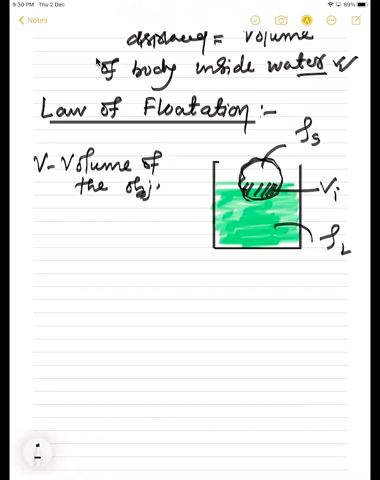 9:30 PM Thu 2 Dec
89%
Notes
= volume
of body inside water
Law of Floatation :-
ρs
V - Volume of
the obj.
Vi
ρL